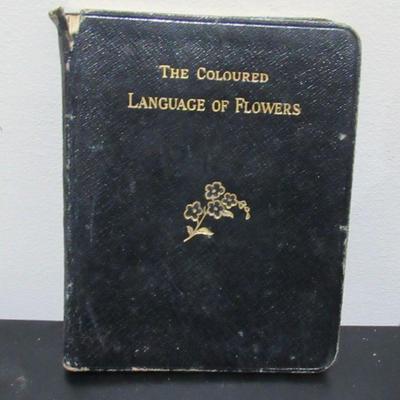 The Coloured
Language of Flowers